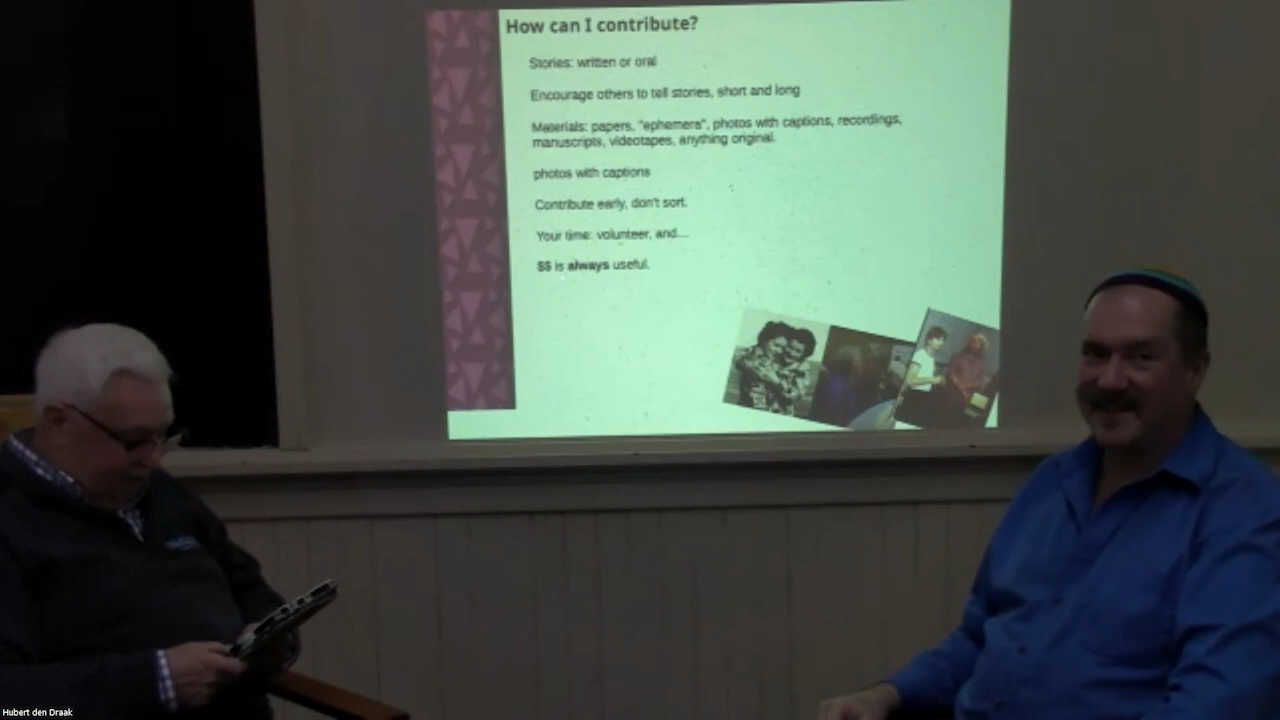 How can I contribute?
Stories: written or oral
Encourage others to tell stories, short and long
Materials: papers, "ephemera", photos with captions, recordings,
manuscripts, videotapes, anything original.
photos with captions
Contribute early, don't sort.
Your time: volunteer, and...
$$ is always useful.
Hubert den Draak